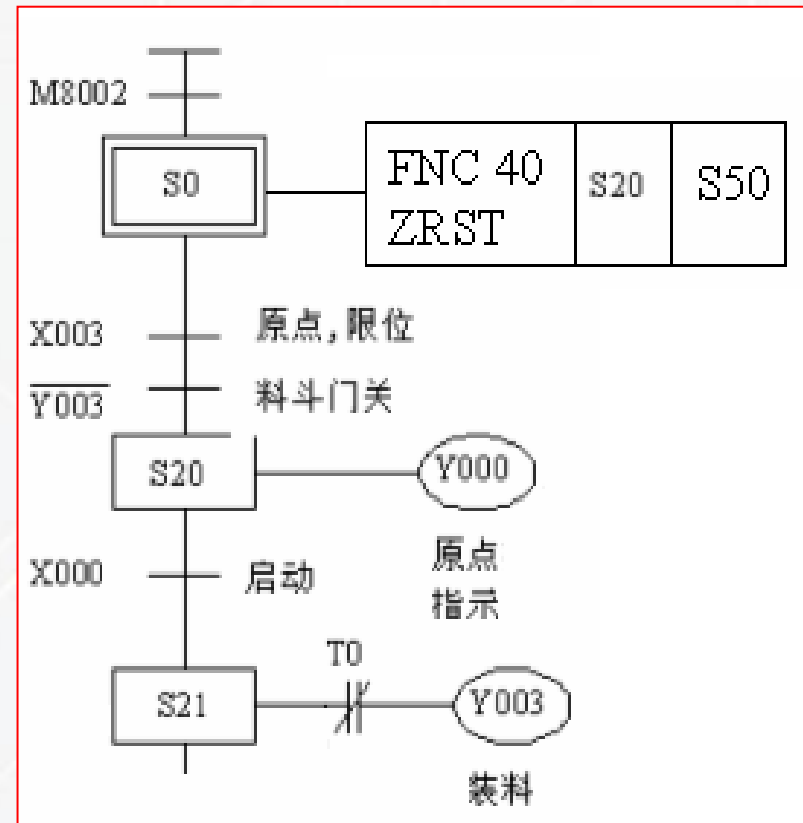 M8002
S0
FNC 40 S20 S50
ZRST
X003 原点,限位
Y003 料斗门关
S20 Y000
X000 启动 原点
指示
T0
S21 Y003
装料